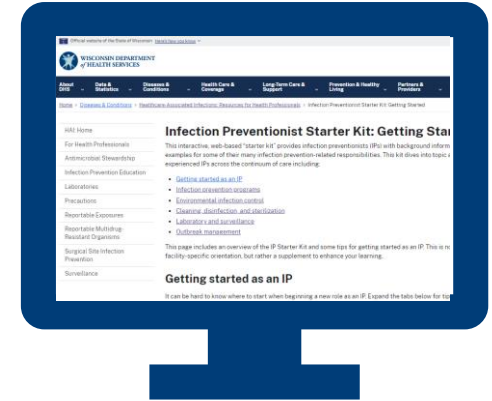 Official website of the State of Wisconsin Here's how you know
WISCONSIN DEPARTMENT
of HEALTH SERVICES
About DHS Data & Statistics Diseases & Conditions Health Care & Coverage Long-Term Care & Support Prevention & Healthy Living Partners & Providers
Home > Diseases & Conditions > Healthcare-Associated Infections: Resources for Health Professionals > Infection Preventionist Starter Kit: Getting Started
HAI: Home
For Health Professionals
Antimicrobial Stewardship
Infection Prevention Education
Laboratories
Precautions
Reportable Exposures
Reportable Multidrug-
Resistant Organisms
Surgical Site Infection
Prevention
Surveillance
Infection Preventionist Starter Kit: Getting Star
This interactive, web-based "starter kit" provides infection preventionists (IPs) with background inform
examples for some of their many infection prevention-related responsibilities. This kit dives into topic a
experienced IPs across the continuum of care including:
• Getting started as an IP
• Infection prevention programs
• Environmental infection control
• Cleaning, disinfection, and sterilization
• Laboratory and surveillance
• Outbreak management
This page includes an overview of the IP Starter Kit and some tips for getting started as an IP. This is no
facility-specific orientation, but rather a supplement to enhance your learning.
Getting started as an IP
It can be hard to know where to start when beginning a new role as an IP. Expand the tabs below for tip